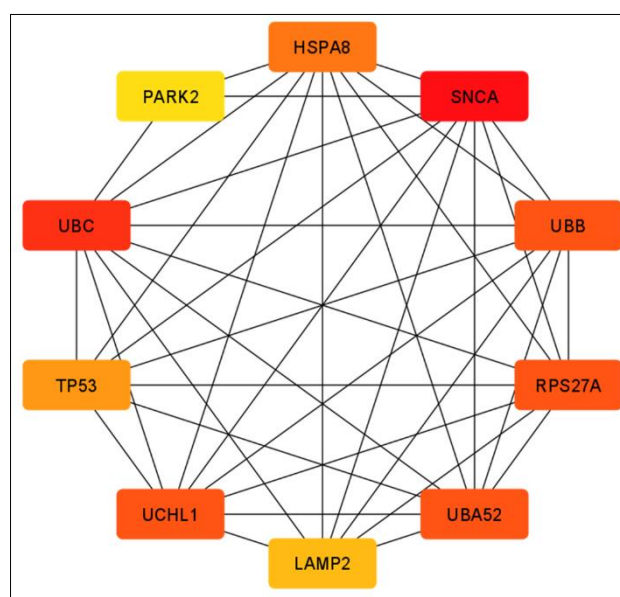 HSPA8
PARK2
SNCA
UBC
UBB
TP53
RPS27A
UCHL1
UBA52
LAMP2